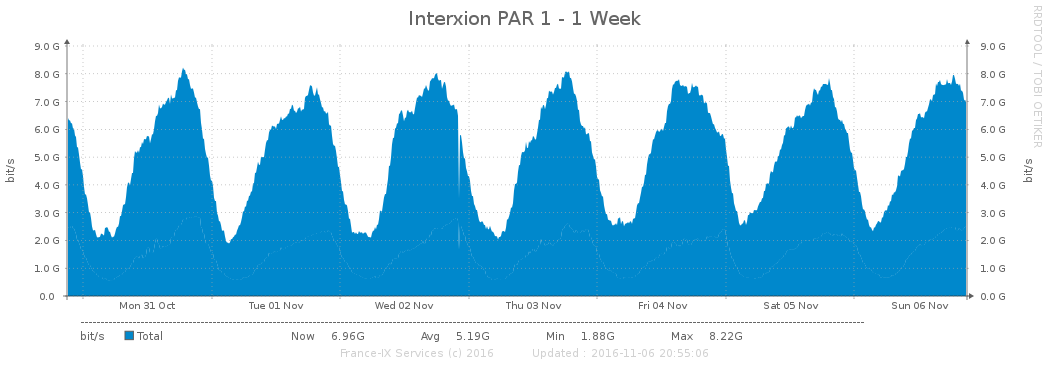 Interxion PAR 1 - 1 Week
RRDTOOL / TOBI OETIKER
bit/s
9.0 G 9.0 G
8.0 G 8.0 G
7.0 G 7.0 G
6.0 G 6.0 G
5.0 G 5.0 G
4.0 G 4.0 G
3.0 G 3.0 G
2.0 G 2.0 G
1.0 G 1.0 G
0.0 0.0 G
bit/s
Mon 31 Oct Tue 01 Nov Wed 02 Nov Thu 03 Nov Fri 04 Nov Sat 05 Nov Sun 06 Nov
bit/s Total Now 6.96G Avg 5.19G Min 1.88G Max 8.22G
France-IX Services (c) 2016 Updated : 2016-11-06 20:55:06